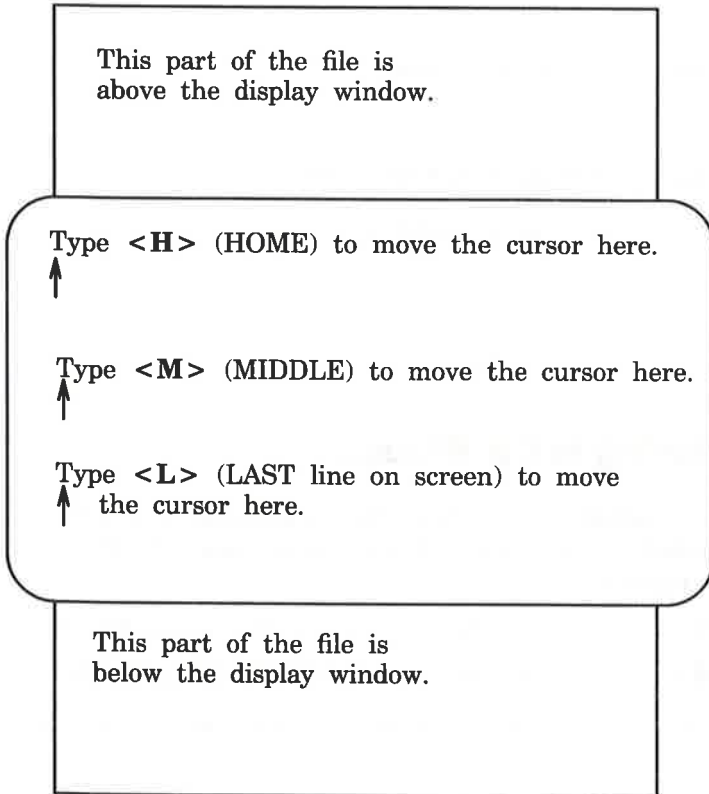 This part of the file is
above the display window.
Type <H> (HOME) to move the cursor here.
Type <M> (MIDDLE) to move the cursor here.
Type <L> (LAST line on screen) to move
the cursor here.
This part of the file is
below the display window.